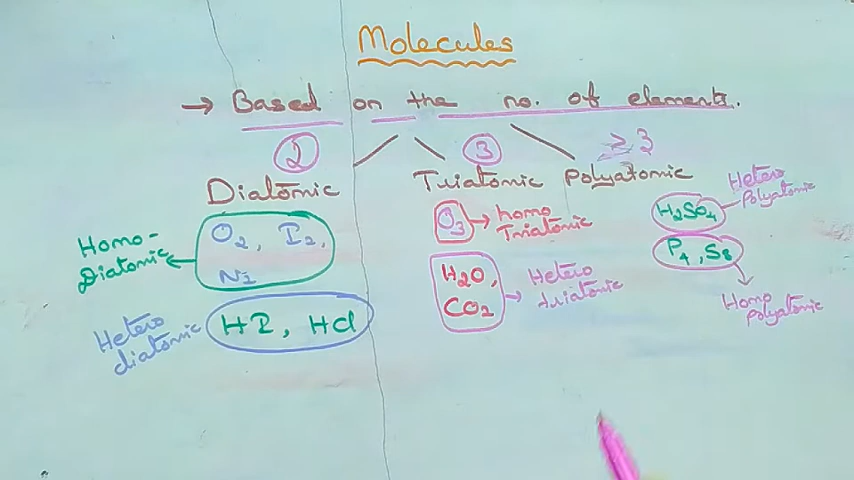 Molecules
→ Based on the no. of elements.
2 3 ≥3
Diatomic Triatomic Polyatomic
Homo-
Diatomic
O2, I2,
N2
Hetero
diatomic
HI, HCl
O3
homo
Triatomic
H2O,
CO2
Hetero
triatomic
H2SO4
Hetero
Polyatomic
P4, S8
Homo
polyatomic